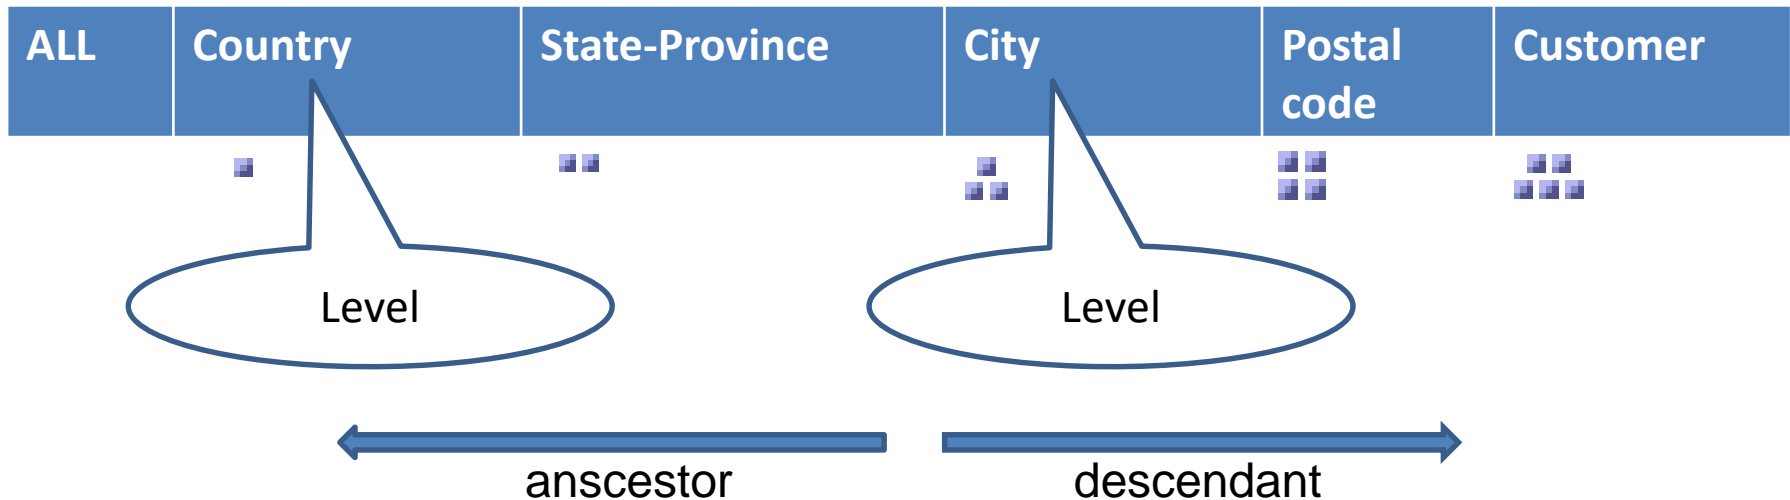 ALL Country State-Province City Postal code Customer
Level Level
anscestor descendant